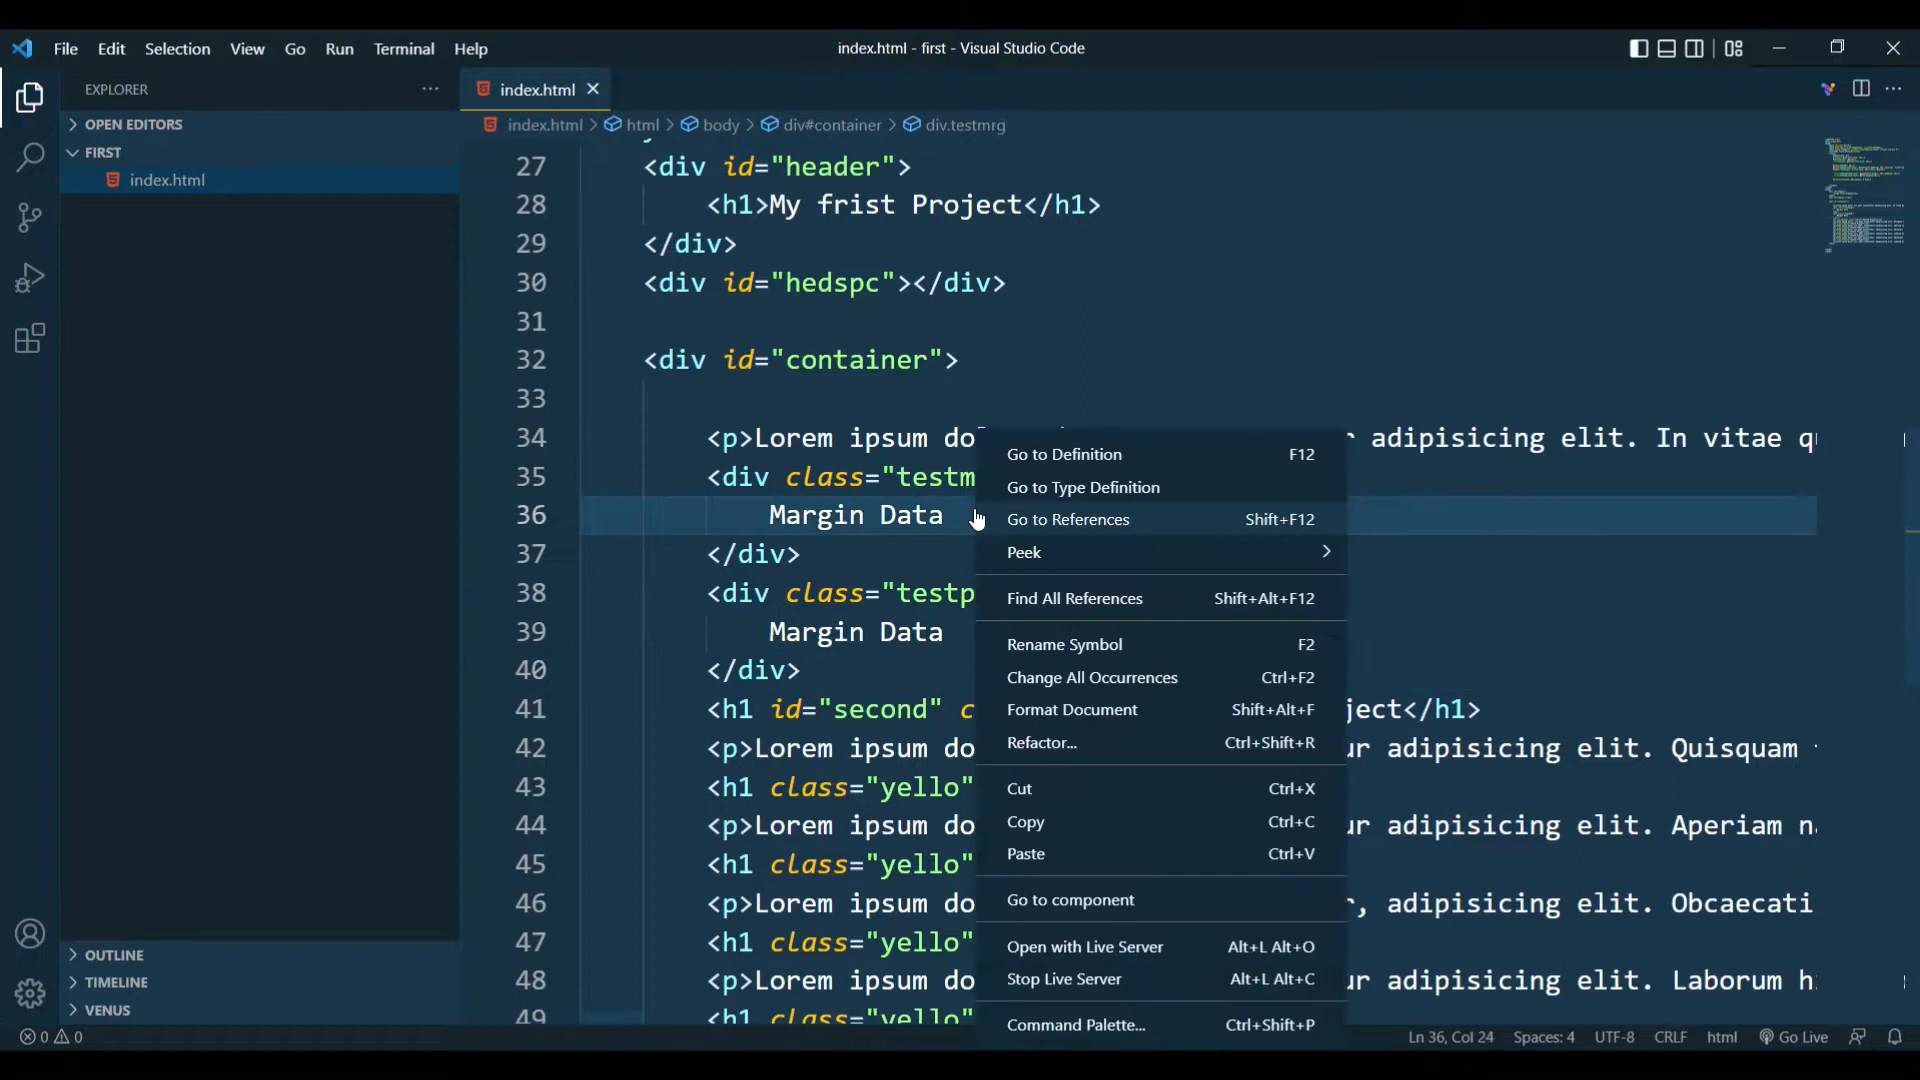 File Edit Selection View Go Run Terminal Help
index.html - first - Visual Studio Code
EXPLORER
OPEN EDITORS
FIRST
index.html
OUTLINE
TIMELINE
VENUS
index.html
index.html > html > body > div#container > div.testmrg
27 <div id="header">
28 <h1>My frist Project</h1>
29 </div>
30 <div id="hedspc"></div>
31
32 <div id="container">
33
34 <p>Lorem ipsum do r adipisicing elit. In vitae q
35 <div class="testm
36 Margin Data
37 </div>
38 <div class="testp
39 Margin Data
40 </div>
41 <h1 id="second" c ject</h1>
42 <p>Lorem ipsum do ur adipisicing elit. Quisquam
43 <h1 class="yello"
44 <p>Lorem ipsum do ur adipisicing elit. Aperiam n
45 <h1 class="yello"
46 <p>Lorem ipsum do r, adipisicing elit. Obcaecati
47 <h1 class="yello"
48 <p>Lorem ipsum do ur adipisicing elit. Laborum h
49 <h1 class="yello"
Go to Definition F12
Go to Type Definition
Go to References Shift+F12
Peek
Find All References Shift+Alt+F12
Rename Symbol F2
Change All Occurrences Ctrl+F2
Format Document Shift+Alt+F
Refactor... Ctrl+Shift+R
Cut Ctrl+X
Copy Ctrl+C
Paste Ctrl+V
Go to component
Open with Live Server Alt+L Alt+O
Stop Live Server Alt+L Alt+C
Command Palette... Ctrl+Shift+P
0 0
Ln 36, Col 24 Spaces: 4 UTF-8 CRLF html Go Live